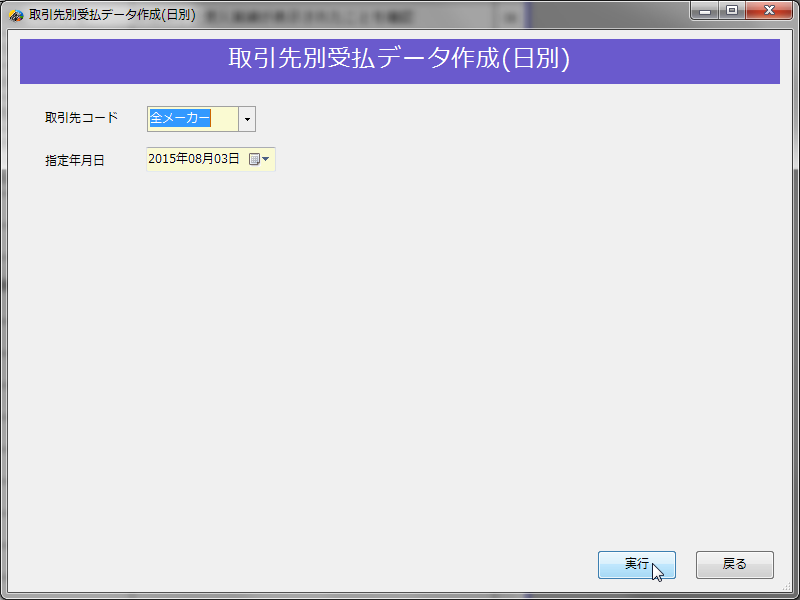 取引先別受払データ作成(日別)
取引先別受払データ作成(日別)
取引先コード 全メーカー
指定年月日 2015年08月03日
実行 戻る